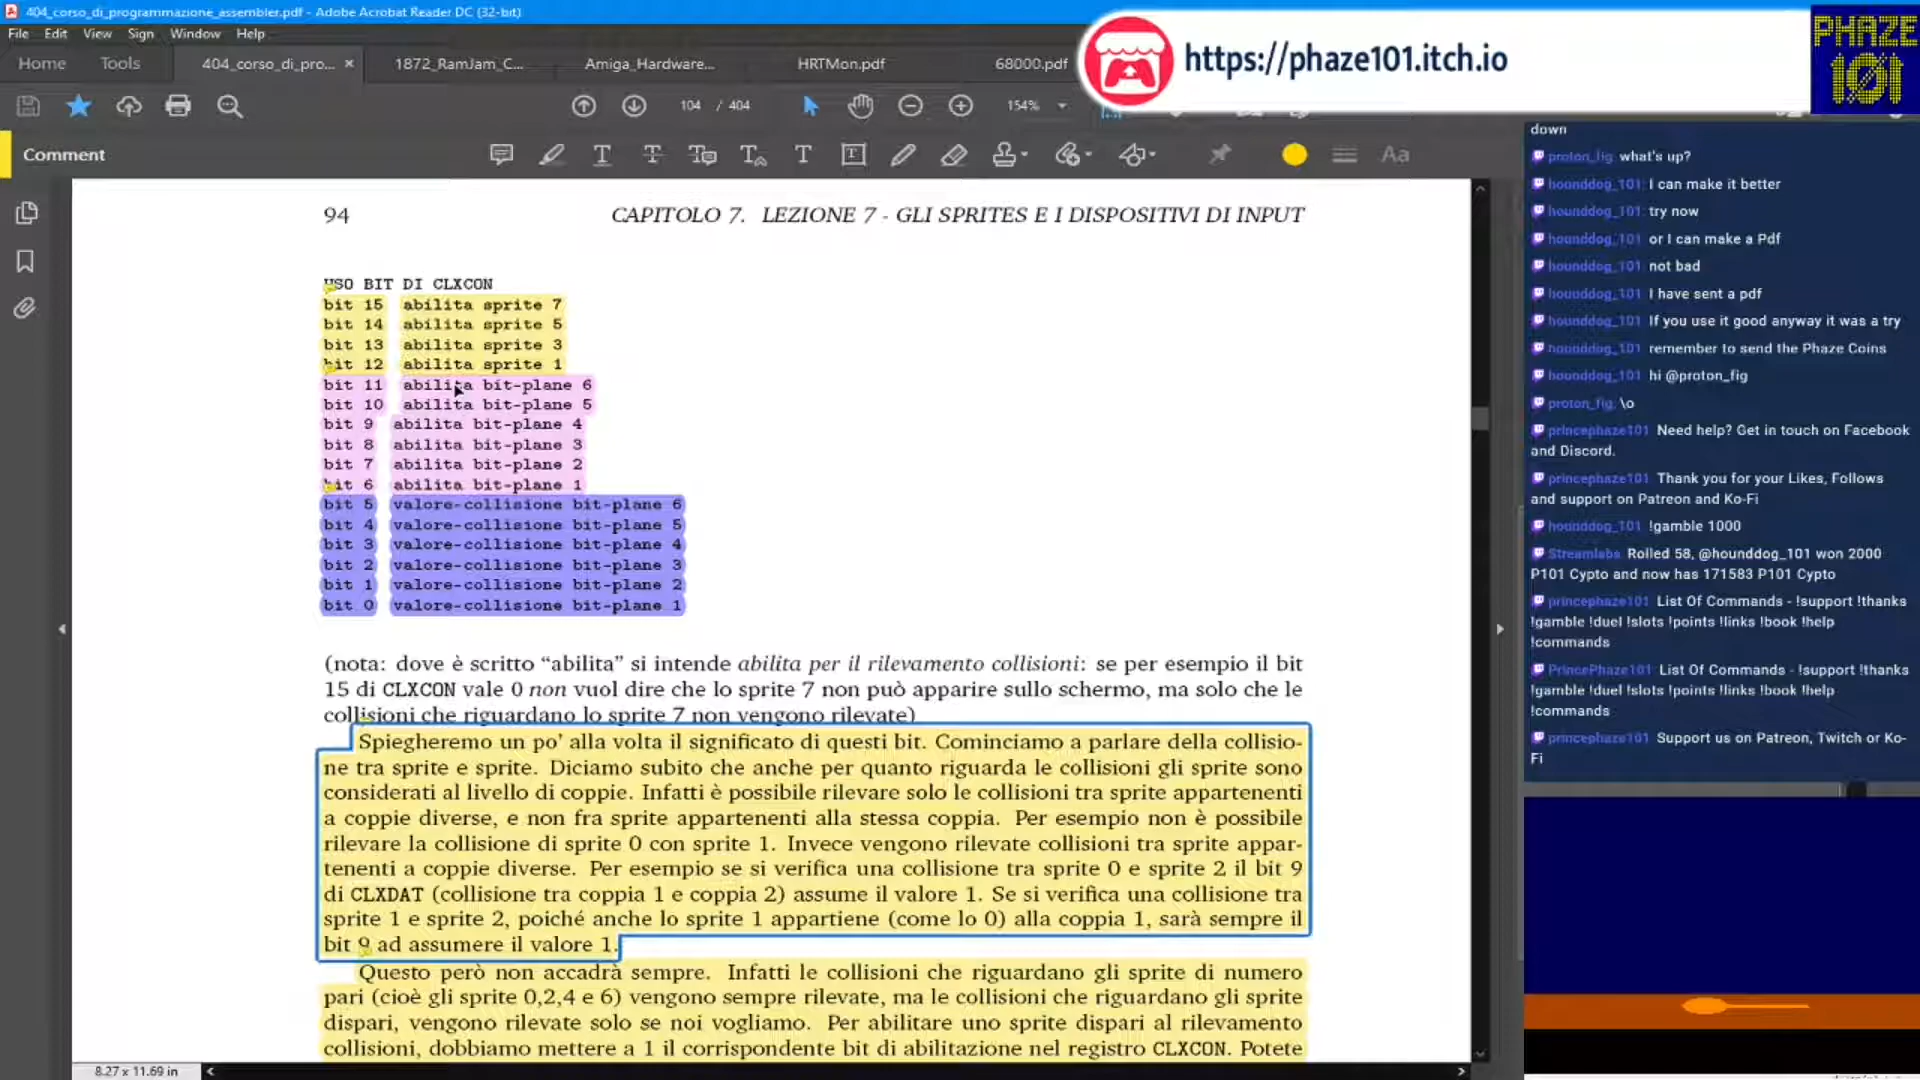 404_corso_di_programmazione_assembler.pdf - Adobe Acrobat Reader DC (32-bit)
File Edit View Sign Window Help
Home Tools 404_corso_di_pro... × 1872_RamJam_C... Amiga_Hardware... HRTMon.pdf 68000.pdf
https://phaze101.itch.io
PHAZE
101
104 / 404 154%
Comment
Aa
94 CAPITOLO 7. LEZIONE 7 - GLI SPRITES E I DISPOSITIVI DI INPUT
USO BIT DI CLXCON
bit 15 abilita sprite 7
bit 14 abilita sprite 5
bit 13 abilita sprite 3
bit 12 abilita sprite 1
bit 11 abilita bit-plane 6
bit 10 abilita bit-plane 5
bit 9 abilita bit-plane 4
bit 8 abilita bit-plane 3
bit 7 abilita bit-plane 2
bit 6 abilita bit-plane 1
bit 5 valore-collisione bit-plane 6
bit 4 valore-collisione bit-plane 5
bit 3 valore-collisione bit-plane 4
bit 2 valore-collisione bit-plane 3
bit 1 valore-collisione bit-plane 2
bit 0 valore-collisione bit-plane 1
(nota: dove è scritto “abilita” si intende abilita per il rilevamento collisioni: se per esempio il bit
15 di CLXCON vale 0 non vuol dire che lo sprite 7 non può apparire sullo schermo, ma solo che le
collisioni che riguardano lo sprite 7 non vengono rilevate)
Spiegheremo un po’ alla volta il significato di questi bit. Cominciamo a parlare della collisio-
ne tra sprite e sprite. Diciamo subito che anche per quanto riguarda le collisioni gli sprite sono
considerati al livello di coppie. Infatti è possibile rilevare solo le collisioni tra sprite appartenenti
a coppie diverse, e non fra sprite appartenenti alla stessa coppia. Per esempio non è possibile
rilevare la collisione di sprite 0 con sprite 1. Invece vengono rilevate collisioni tra sprite appar-
tenenti a coppie diverse. Per esempio se si verifica una collisione tra sprite 0 e sprite 2 il bit 9
di CLXDAT (collisione tra coppia 1 e coppia 2) assume il valore 1. Se si verifica una collisione tra
sprite 1 e sprite 2, poiché anche lo sprite 1 appartiene (come lo 0) alla coppia 1, sarà sempre il
bit 9 ad assumere il valore 1.
Questo però non accadrà sempre. Infatti le collisioni che riguardano gli sprite di numero
pari (cioè gli sprite 0,2,4 e 6) vengono sempre rilevate, ma le collisioni che riguardano gli sprite
dispari, vengono rilevate solo se noi vogliamo. Per abilitare uno sprite dispari al rilevamento
collisioni, dobbiamo mettere a 1 il corrispondente bit di abilitazione nel registro CLXCON. Potete
8.27 x 11.69 in
down
proton_fig what's up?
hounddog_101: I can make it better
hounddog_101: try now
hounddog_101 or I can make a Pdf
hounddog_101 not bad
hounddog_101: I have sent a pdf
hounddog_101: If you use it good anyway it was a try
hounddog_101 remember to send the Phaze Coins
hounddog_101 hi @proton_fig
proton_fig: \o
princephaze101 Need help? Get in touch on Facebook
and Discord.
princephaze101 Thank you for your Likes, Follows
and support on Patreon and Ko-Fi
hounddog_101 !gamble 1000
Streamlabs Rolled 58, @hounddog_101 won 2000
P101 Cypto and now has 171583 P101 Cypto
princephaze101 List Of Commands - !support !thanks
!gamble !duel !slots !points !links !book !help
!commands
PrincePhaze101 List Of Commands - !support !thanks
!gamble !duel !slots !points !links !book !help
!commands
princephaze101 Support us on Patreon, Twitch or Ko-
Fi